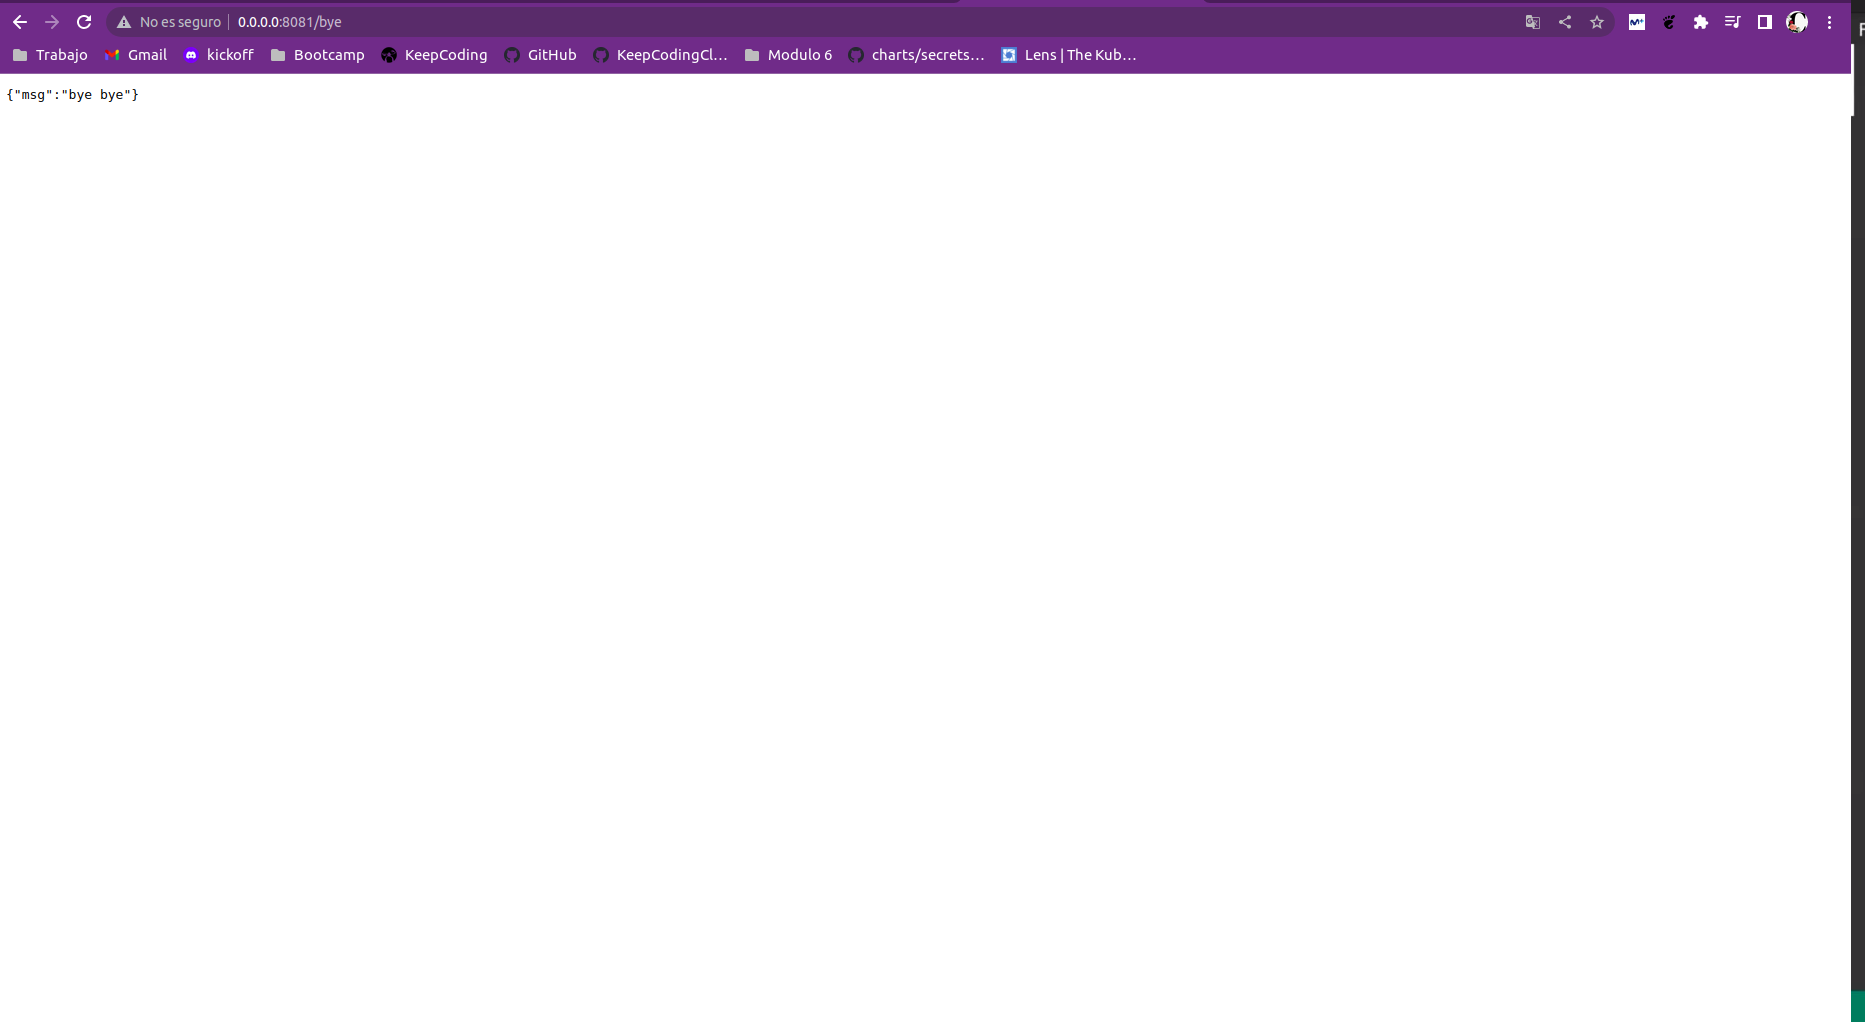 No es seguro | 0.0.0.0:8081/bye
Trabajo Gmail kickoff Bootcamp KeepCoding GitHub KeepCodingCl... Modulo 6 charts/secrets... Lens | The Kub...
{"msg":"bye bye"}